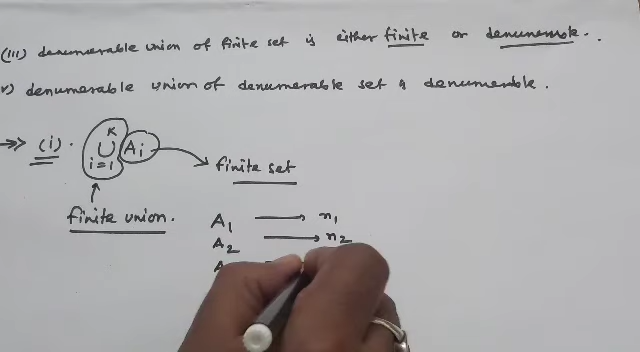 (iii) denumerable union of finite set is either finite or denumerable.
v) denumerable union of denumerable set is denumerable.
=>> (i). K ∪ i=1 Ai → finite set
finite union.
A1 → n1
A2 → n2
A